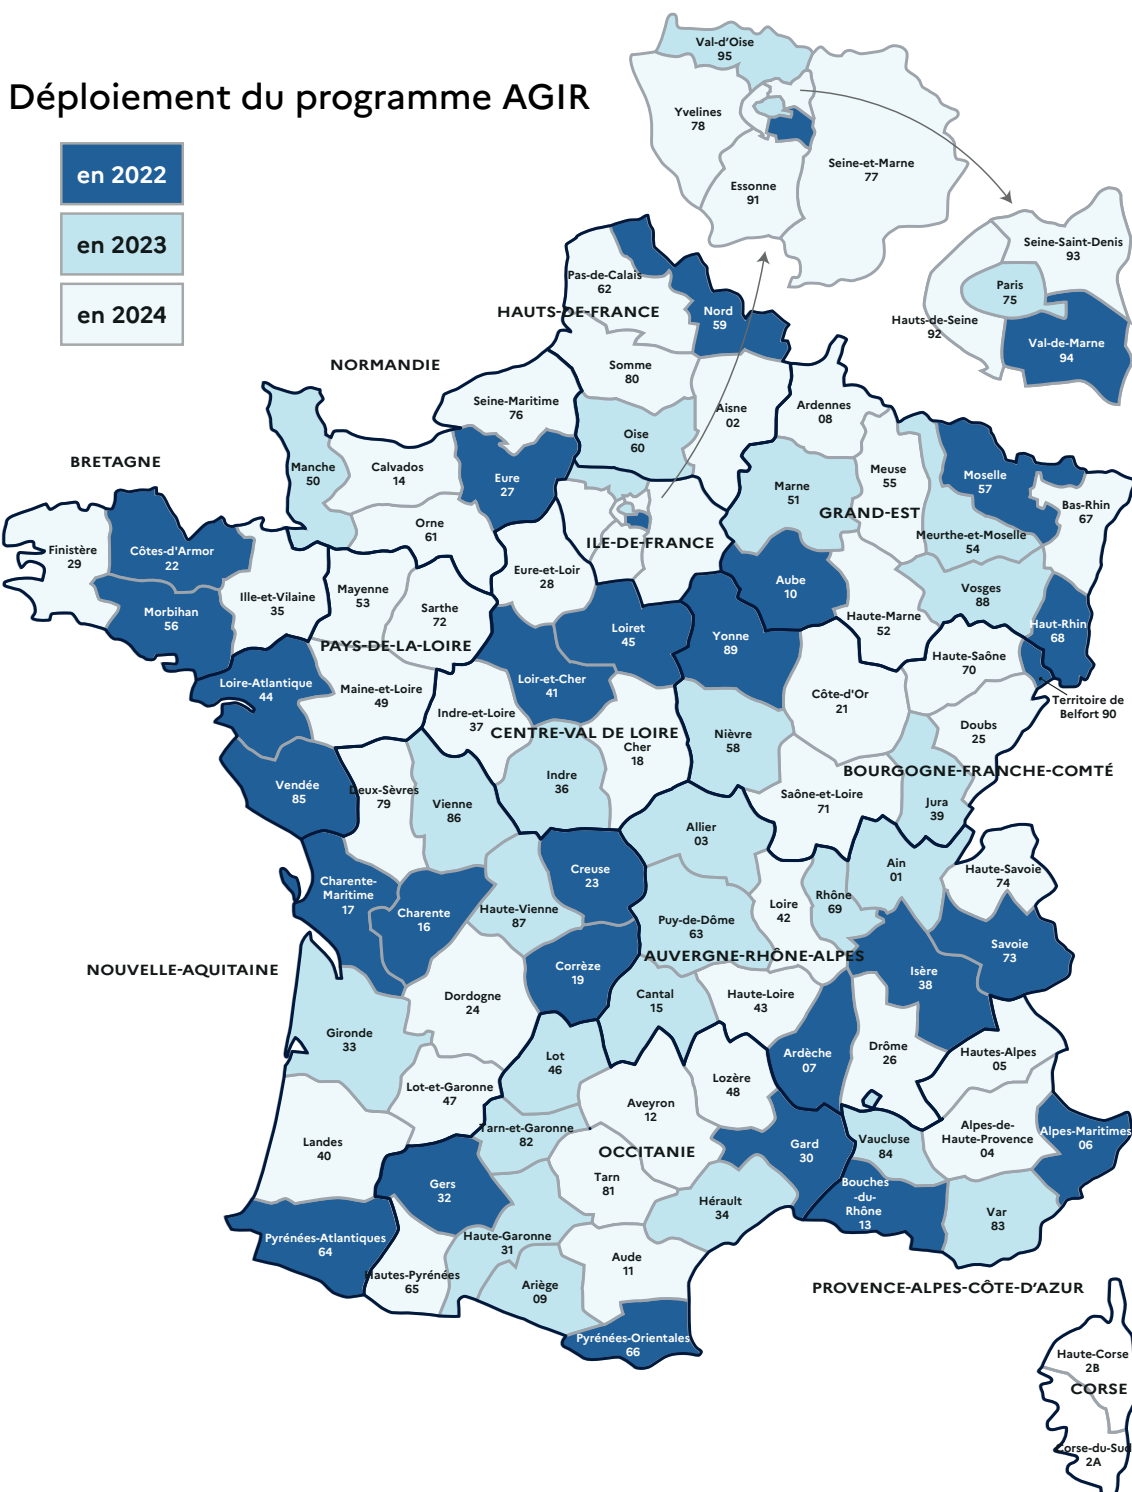 Déploiement du programme AGIR
en 2022
en 2023
en 2024
Val-d'Oise
95
Yvelines
78
Essonne
91
Seine-et-Marne
77
Seine-Saint-Denis
93
Paris
75
Hauts-de-Seine
92
Val-de-Marne
94
Pas-de-Calais
62
HAUTS-DE-FRANCE
Nord
59
Somme
80
Aisne
02
Oise
60
NORMANDIE
Seine-Maritime
76
Eure
27
Manche
50
Calvados
14
Orne
61
Ardennes
08
Marne
51
Meuse
55
GRAND-EST
Moselle
57
Bas-Rhin
67
Meurthe-et-Moselle
54
Vosges
88
Aube
10
Haute-Marne
52
Haut-Rhin
68
ILE-DE-FRANCE
BRETAGNE
Finistère
29
Côtes-d'Armor
22
Morbihan
56
Ille-et-Vilaine
35
Mayenne
53
Sarthe
72
PAYS-DE-LA-LOIRE
Loire-Atlantique
44
Maine-et-Loire
49
Vendée
85
Eure-et-Loir
28
Loiret
45
Loir-et-Cher
41
Indre-et-Loire
37
CENTRE-VAL DE LOIRE
Cher
18
Indre
36
Yonne
89
Nièvre
58
Côte-d'Or
21
Haute-Saône
70
Territoire de
Belfort 90
Doubs
25
BOURGOGNE-FRANCHE-COMTÉ
Saône-et-Loire
71
Jura
39
Deux-Sèvres
79
Vienne
86
Charente-
Maritime
17
Charente
16
Haute-Vienne
87
Creuse
23
Corrèze
19
NOUVELLE-AQUITAINE
Dordogne
24
Gironde
33
Lot-et-Garonne
47
Landes
40
Pyrénées-Atlantiques
64
Allier
03
Puy-de-Dôme
63
Loire
42
Rhône
69
Ain
01
Haute-Savoie
74
AUVERGNE-RHÔNE-ALPES
Savoie
73
Isère
38
Cantal
15
Haute-Loire
43
Ardèche
07
Drôme
26
Lot
46
Aveyron
12
Lozère
48
Tarn-et-Garonne
82
OCCITANIE
Tarn
81
Gard
30
Hérault
34
Gers
32
Haute-Garonne
31
Hautes-Pyrénées
65
Ariège
09
Aude
11
Pyrénées-Orientales
66
Hautes-Alpes
05
Alpes-de-
Haute-Provence
04
Alpes-Maritimes
06
Vaucluse
84
Bouches
-du-
Rhône
13
Var
83
PROVENCE-ALPES-CÔTE-D'AZUR
Haute-Corse
2B
CORSE
Corse-du-Sud
2A